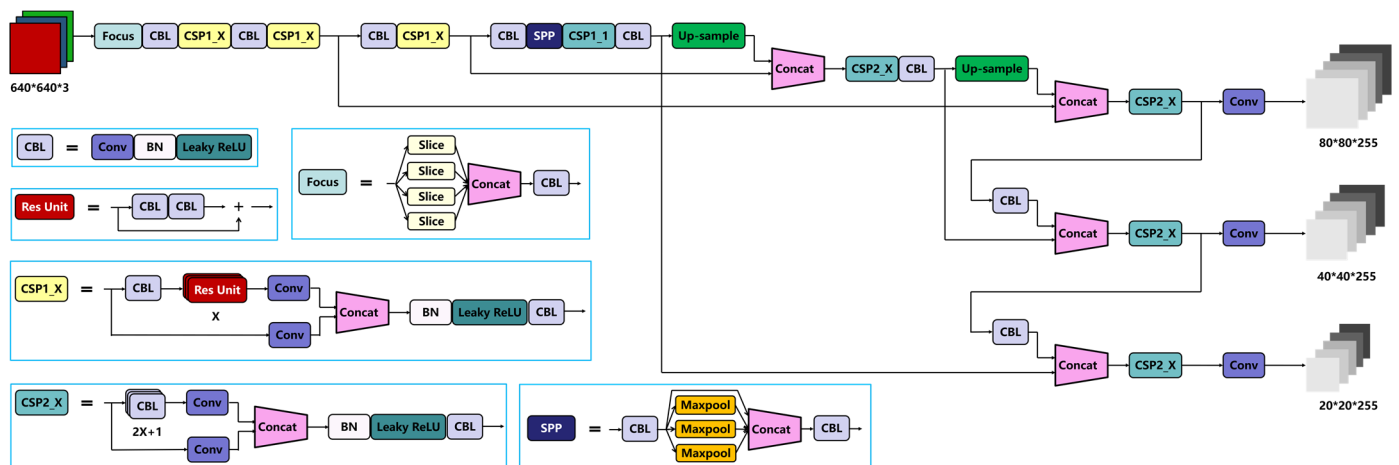 Focus CBL CSP1_X CBL CSP1_X CBL CSP1_X CBL SPP CSP1_1 CBL Up-sample
Concat CSP2_X CBL Up-sample
640*640*3
Concat CSP2_X Conv
80*80*255
CBL = Conv BN Leaky ReLU
Focus = Slice Slice Slice Slice Concat CBL
Res Unit = CBL CBL +
CBL
Concat CSP2_X Conv
40*40*255
CSP1_X = CBL Res Unit Conv
X
Conv
Concat BN Leaky ReLU CBL
CBL
Concat CSP2_X Conv
20*20*255
CSP2_X = CBL Conv
2X+1
Conv
Concat BN Leaky ReLU CBL
SPP = CBL Maxpool Maxpool Maxpool Concat CBL